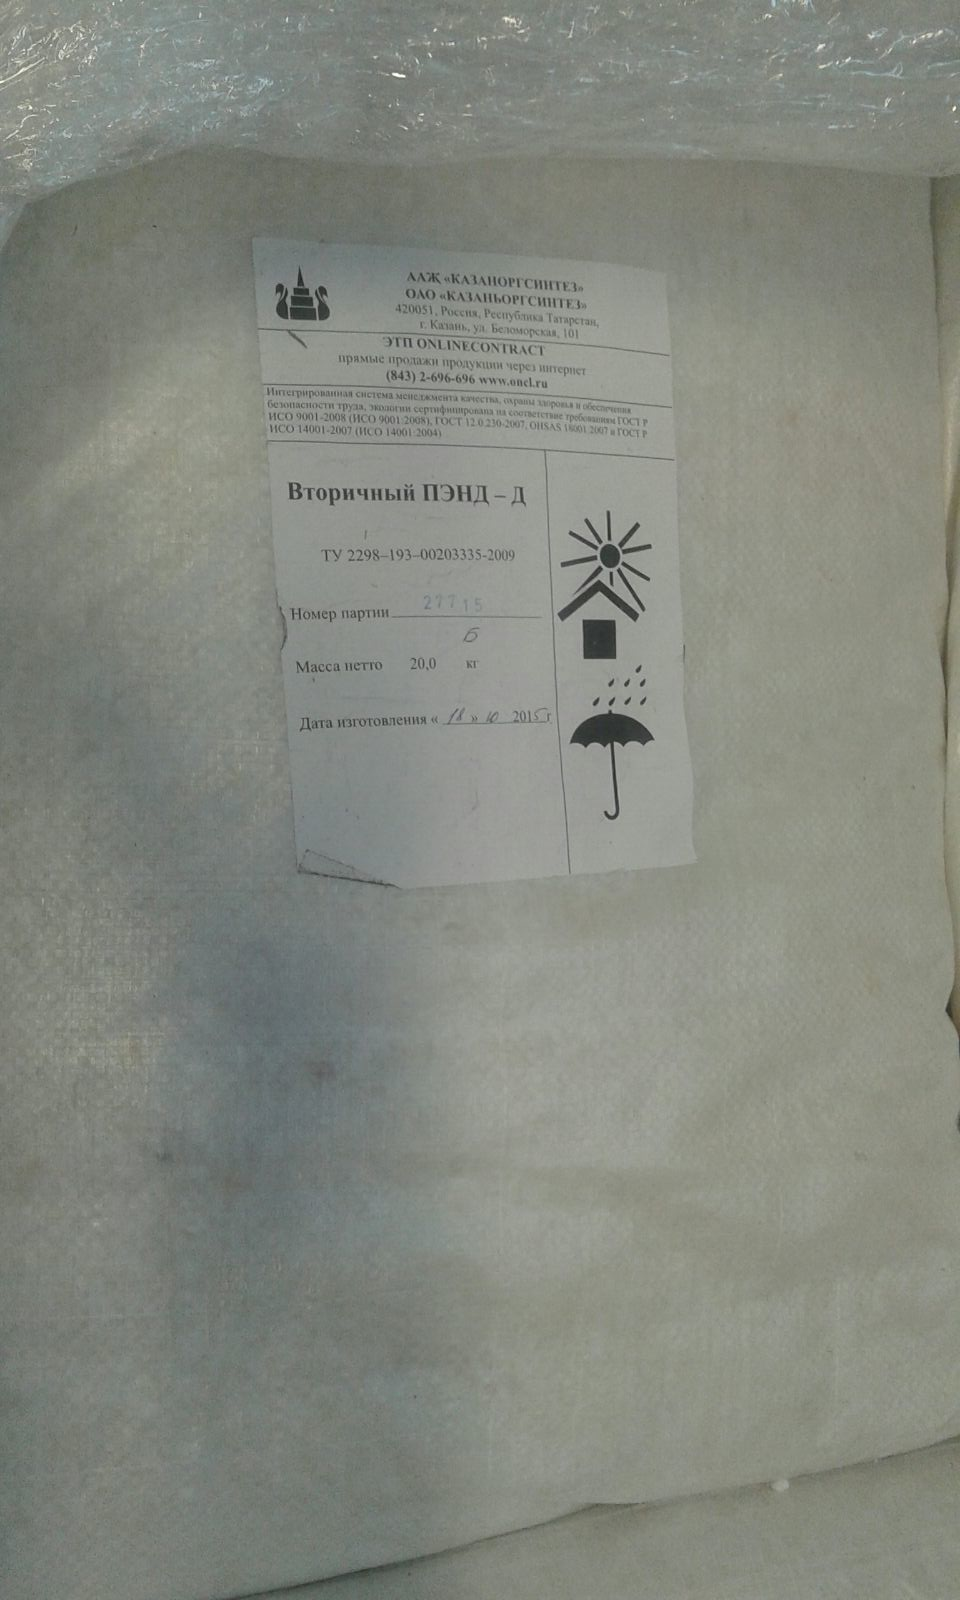 ААЖ «КАЗАНОРГСИНТЕЗ»
ОАО «КАЗАНЬОРГСИНТЕЗ»
420051, Россия, Республика Татарстан,
г. Казань, ул. Беломорская, 101
ЭТП ONLINECONTRACT
прямые продажи продукции через интернет
(843) 2-696-696 www.oncl.ru
Интегрированная система менеджмента качества, охраны здоровья и обеспечения
безопасности труда, экологии сертифицирована на соответствие требованиям ГОСТ Р
ИСО 9001-2008 (ИСО 9001:2008), ГОСТ 12.0.230-2007, OHSAS 18001:2007 и ГОСТ Р
ИСО 14001-2007 (ИСО 14001:2004)
Вторичный ПЭНД – Д
ТУ 2298–193–00203335-2009
Номер партии 27715
Б
Масса нетто 20,0 кг
Дата изготовления « 18 » 10 2015 г.